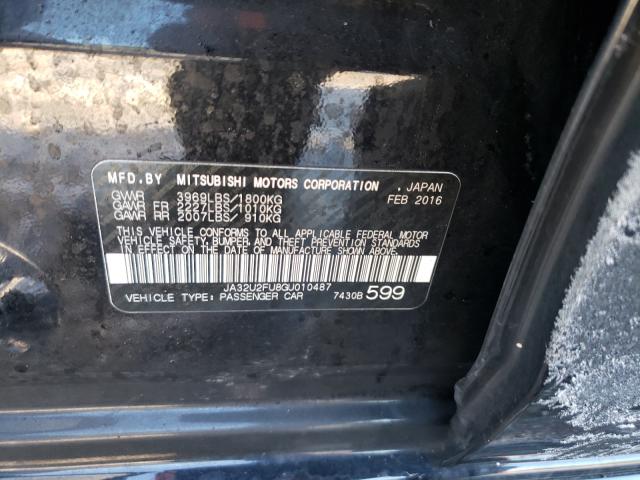 MFD.BY MITSUBISHI MOTORS CORPORATION , JAPAN
GVWR 3969LBS/1800KG FEB 2016
GAWR FR 2227LBS/1010KG
GAWR RR 2007LBS/ 910KG
THIS VEHICLE CONFORMS TO ALL APPLICABLE FEDERAL MOTOR
VEHICLE SAFETY, BUMPER, AND THEFT PREVENTION STANDARDS
IN EFFECT ON THE DATE OF MANUFACTURE SHOWN ABOVE.
JA32U2FU8GU010487
VEHICLE TYPE: PASSENGER CAR 7430B 599